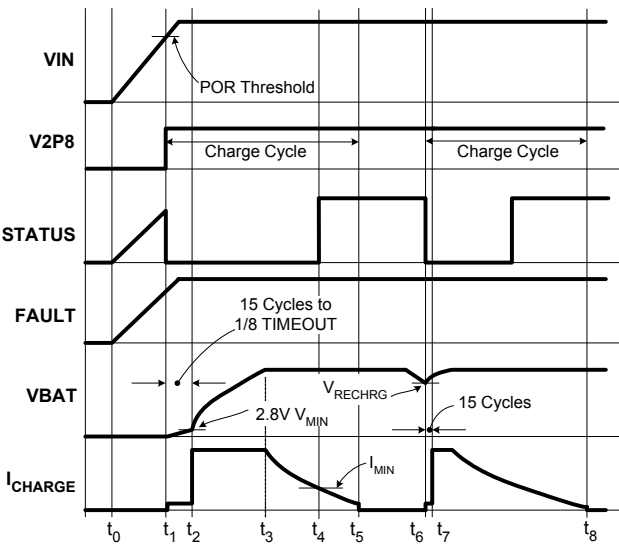 VIN
POR Threshold
V2P8
Charge Cycle
Charge Cycle
STATUS
FAULT
15 Cycles to
1/8 TIMEOUT
VBAT
VRECHRG
15 Cycles
2.8V VMIN
ICHARGE
IMIN
t0 t1 t2 t3 t4 t5 t6 t7 t8